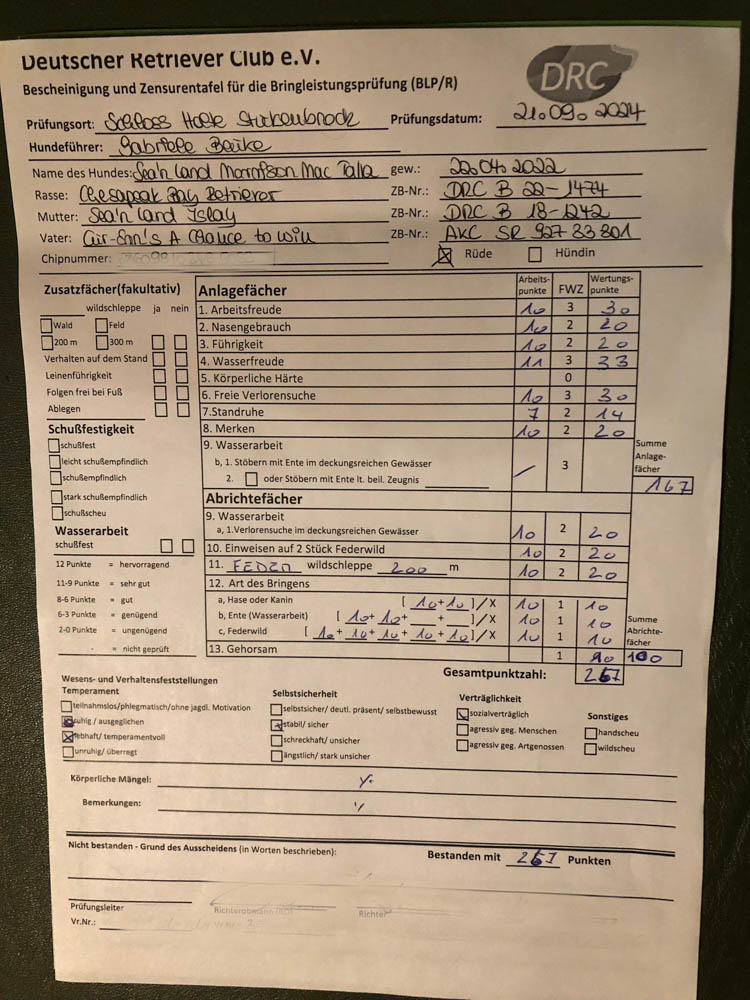 Deutscher Retriever Club e.V.
DRC
Bescheinigung und Zensurentafel für die Bringleistungsprüfung (BLP/R)
Prüfungsort: Schloss Holte Stukenbrock Prüfungsdatum: 21.09.2024
Hundeführer: Gabriele
Name des Hundes: Sea'n Land Morrison Mac Talla gew.: 22.04.2022
Rasse: Chesapeak Bay Retriever ZB-Nr.: DRC B 22-1474
Mutter: Sea'n Land Islay ZB-Nr.: DRC B 18-1242
Vater: Cur-San's A Chance to Win ZB-Nr.: AKC SR 92783801
Chipnummer: Rüde Hündin
Zusatzfächer(fakultativ)
wildschleppe ja nein
Wald Feld
200 m 300 m
Verhalten auf dem Stand
Leinenführigkeit
Folgen frei bei Fuß
Ablegen
Schußfestigkeit
schußfest
leicht schußempfindlich
schußempfindlich
stark schußempfindlich
schußscheu
Wasserarbeit
schußfest
12 Punkte = hervorragend
11-9 Punkte = sehr gut
8-6 Punkte = gut
6-3 Punkte = genügend
2-0 Punkte = ungenügend
- = nicht geprüft
Anlagefächer Arbeits-punkte FWZ Wertungs-punkte
1. Arbeitsfreude 10 3 30
2. Nasengebrauch 10 2 20
3. Führigkeit 10 2 20
4. Wasserfreude 11 3 33
5. Körperliche Härte 0
6. Freie Verlorensuche 10 3 30
7.Standruhe 7 2 14
8. Merken 10 2 20
9. Wasserarbeit
b, 1. Stöbern mit Ente im deckungsreichen Gewässer / 3
2. oder Stöbern mit Ente lt. beil. Zeugnis
Summe Anlage-fächer
167
Abrichtefächer
9. Wasserarbeit
a, 1.Verlorensuche im deckungsreichen Gewässer 10 2 20
10. Einweisen auf 2 Stück Federwild 10 2 20
11. FEDER wildschleppe 200 m 10 2 20
12. Art des Bringens
a, Hase oder Kanin [ 10+10 ]/X 10 1 10
b, Ente (Wasserarbeit) [ 10+ 10+ + ]/X 10 1 10
c, Federwild [ 10+ 10+ 10+ 10+ 10 ]/X 10 1 10
Summe Abrichte-fächer
13. Gehorsam 1 10 100
Gesamtpunktzahl: 267
Wesens- und Verhaltensfeststellungen
Temperament
teilnahmslos/phlegmatisch/ohne jagdl. Motivation
ruhig / ausgeglichen
lebhaft/ temperamentvoll
unruhig/ überregt
Selbstsicherheit
selbstsicher/ deutl. präsent/ selbstbewusst
stabil/ sicher
schreckhaft/ unsicher
ängstlich/ stark unsicher
Verträglichkeit
sozialverträglich
agressiv geg. Menschen
agressiv geg. Artgenossen
Sonstiges
handscheu
wildscheu
Körperliche Mängel:
Bemerkungen:
Nicht bestanden - Grund des Ausscheidens (in Worten beschrieben):
Bestanden mit 267 Punkten
Prüfungsleiter
Richterobmann
Richter
Vr.Nr.: